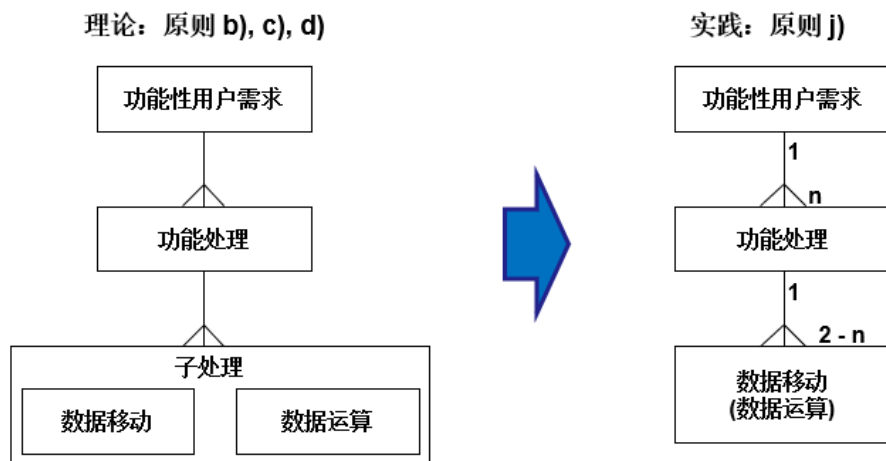 理论：原则 b), c), d)
功能性用户需求
功能处理
子处理
数据移动
数据运算
实践：原则 j)
功能性用户需求
1
n
功能处理
1
2 - n
数据移动
(数据运算)